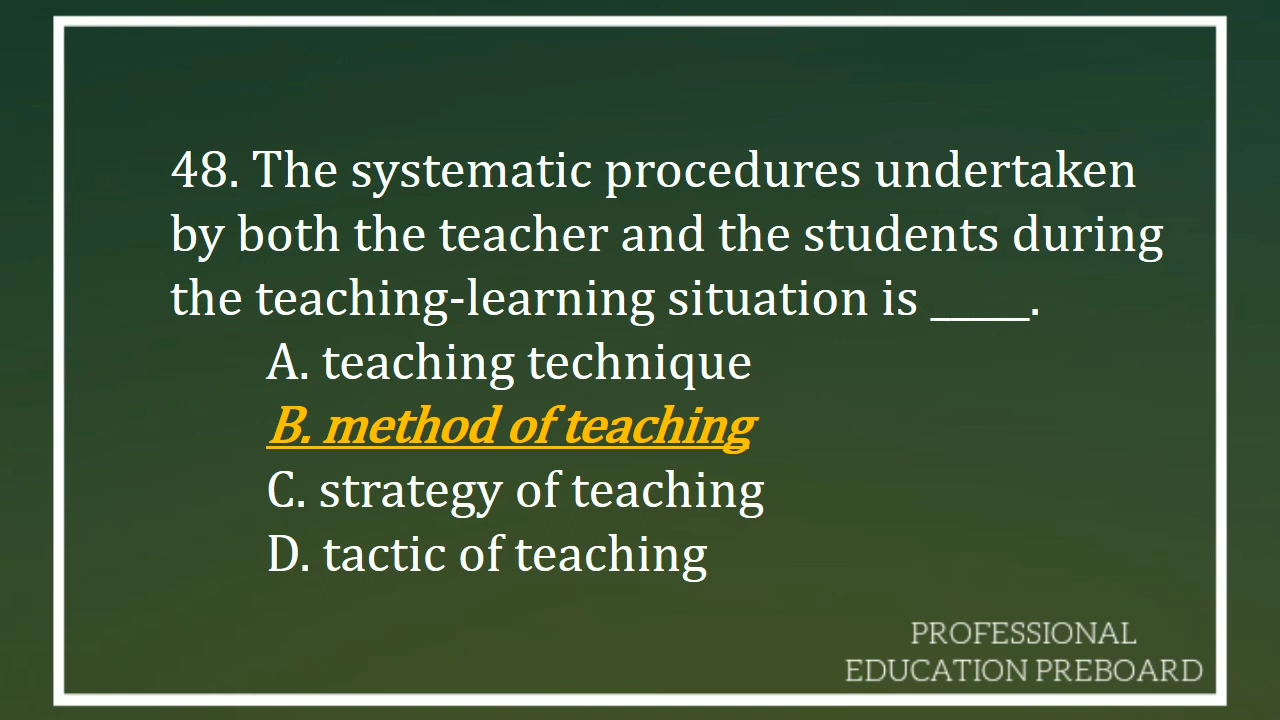 48. The systematic procedures undertaken
by both the teacher and the students during
the teaching-learning situation is _____.
A. teaching technique
B. method of teaching
C. strategy of teaching
D. tactic of teaching
PROFESSIONAL
EDUCATION PREBOARD